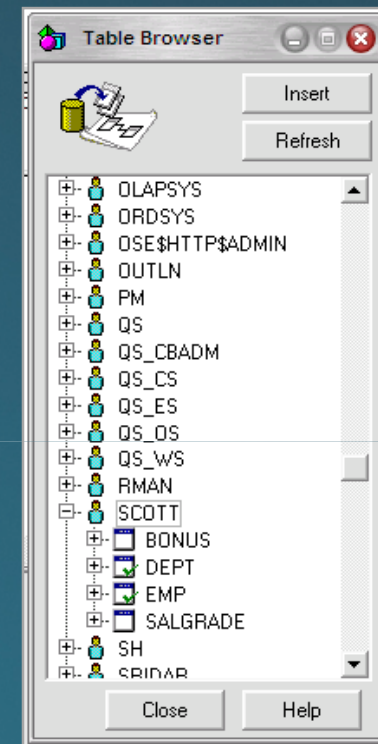 Table Browser
Insert
Refresh
OLAPSYS
ORDSYS
OSE$HTTP$ADMIN
OUTLN
PM
QS
QS_CBADM
QS_CS
QS_ES
QS_OS
QS_WS
RMAN
SCOTT
BONUS
DEPT
EMP
SALGRADE
SH
SRIDAR
Close
Help